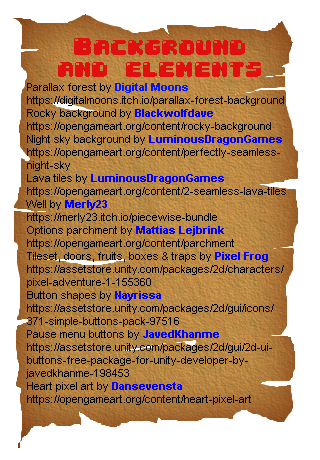 Background
and elements
Parallax forest by Digital Moons
https://digitalmoons.itch.io/parallax-forest-background
Rocky background by Blackwolfdave
https://opengameart.org/content/rocky-background
Night sky background by LuminousDragonGames
https://opengameart.org/content/perfectly-seamless-
night-sky
Lava tiles by LuminousDragonGames
https://opengameart.org/content/2-seamless-lava-tiles
Well by Merly23
https://merly23.itch.io/piecewise-bundle
Options parchment by Mattias Lejbrink
https://opengameart.org/content/parchment
Tileset, doors, fruits, boxes & traps by Pixel Frog
https://assetstore.unity.com/packages/2d/characters/
pixel-adventure-1-155360
Button shapes by Nayrissa
https://assetstore.unity.com/packages/2d/gui/icons/
371-simple-buttons-pack-97516
Pause menu buttons by JavedKhanme
https://assetstore.unity.com/packages/2d/gui/2d-ui-
buttons-free-package-for-unity-developer-by-
javedkhanme-198453
Heart pixel art by Dansevensta
https://opengameart.org/content/heart-pixel-art